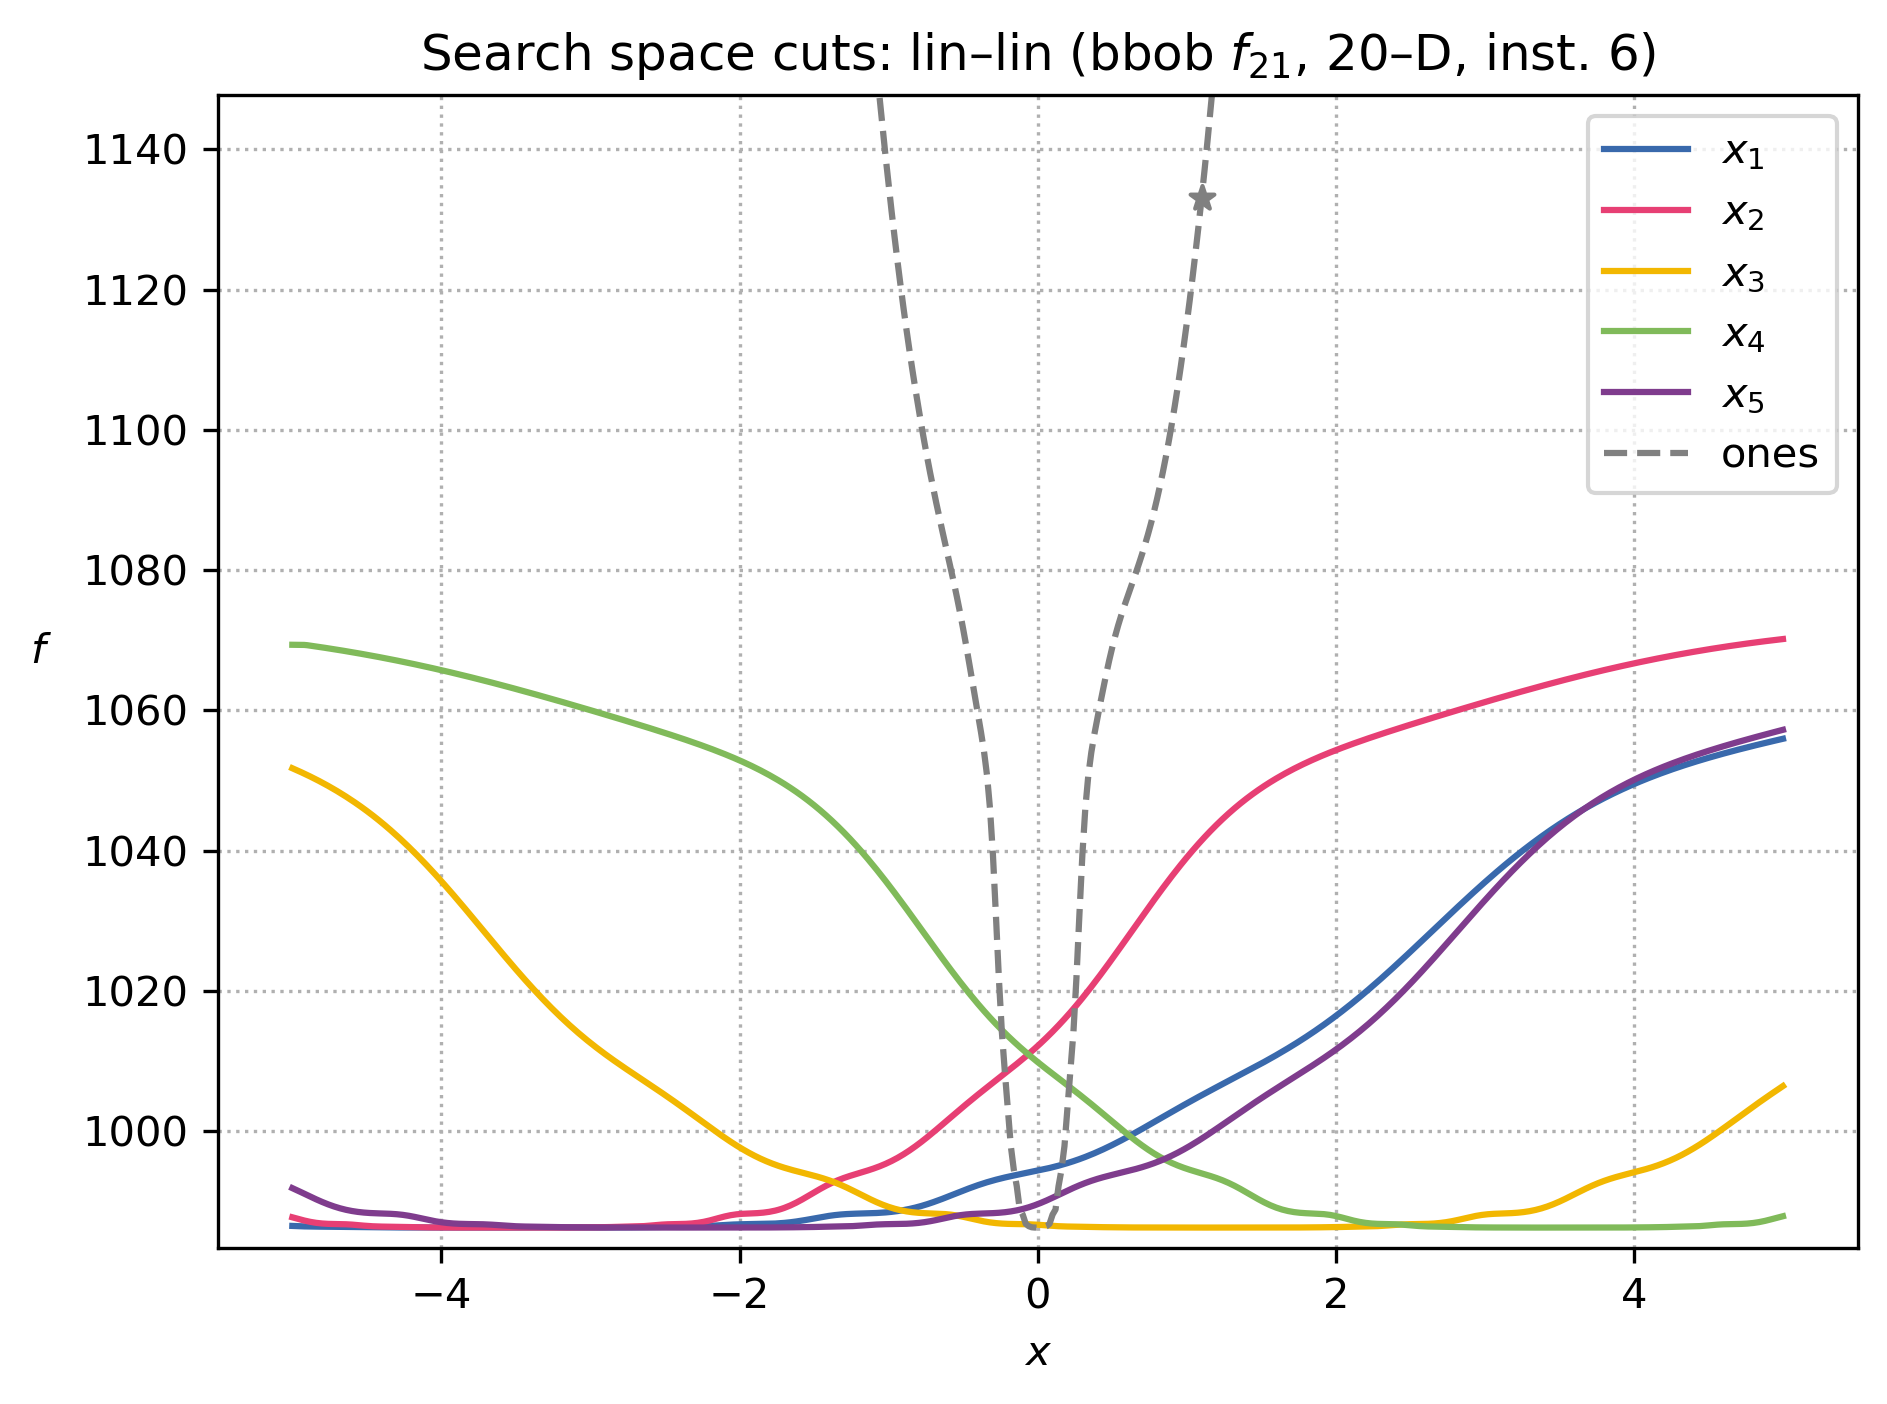 Search space cuts: lin–lin (bbob f₂₁, 20–D, inst. 6)
1140
1120
1100
1080
1060
1040
1020
1000
f
−4
−2
0
2
4
x
x₁
x₂
x₃
x₄
x₅
ones